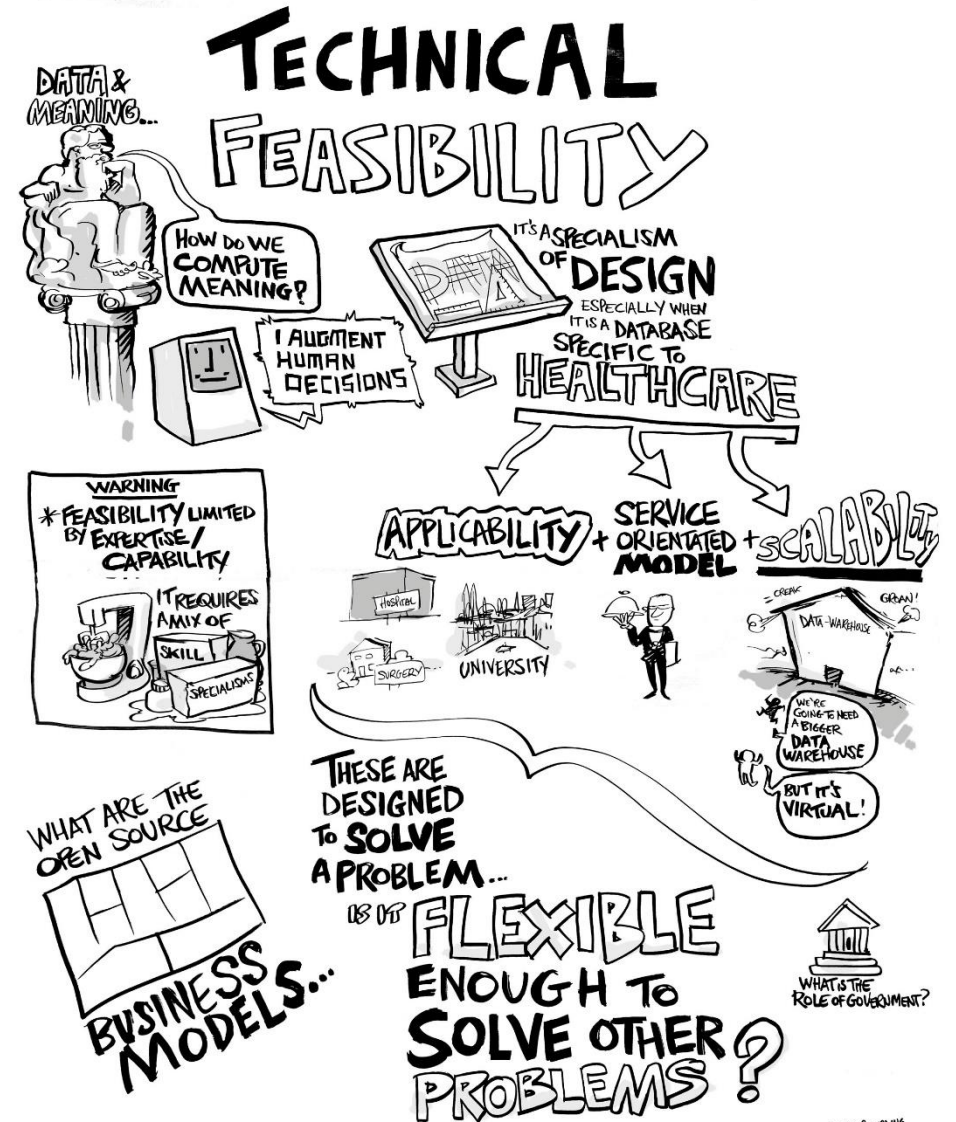 TECHNICAL
FEASIBILITY
DATA &
MEANING...
HOW DO WE
COMPUTE
MEANING?
I AUGMENT
HUMAN
DECISIONS
DATA
IT'S A SPECIALISM
OF DESIGN
ESPECIALLY WHEN
IT IS A DATABASE
SPECIFIC TO
HEALTHCARE
WARNING
* FEASIBILITY LIMITED
BY EXPERTISE/
CAPABILITY
IT REQUIRES
A MIX OF
SKILL
SPECIALISMS
APPLICABILITY +
SERVICE
ORIENTATED
MODEL
+ SCALABILITY
HOSPITAL
SURGERY
UNIVERSITY
CREAK
GROAN!
DATA-WAREHOUSE
WE'RE
GOING TO NEED
A BIGGER
DATA
WAREHOUSE
BUT IT'S
VIRTUAL!
THESE ARE
DESIGNED
TO SOLVE
A PROBLEM...
IS IT FLEXIBLE
ENOUGH TO
SOLVE OTHER
PROBLEMS?
WHAT ARE THE
OPEN SOURCE
BUSINESS
MODELS...
WHAT IS THE
ROLE OF GOVERNMENT?